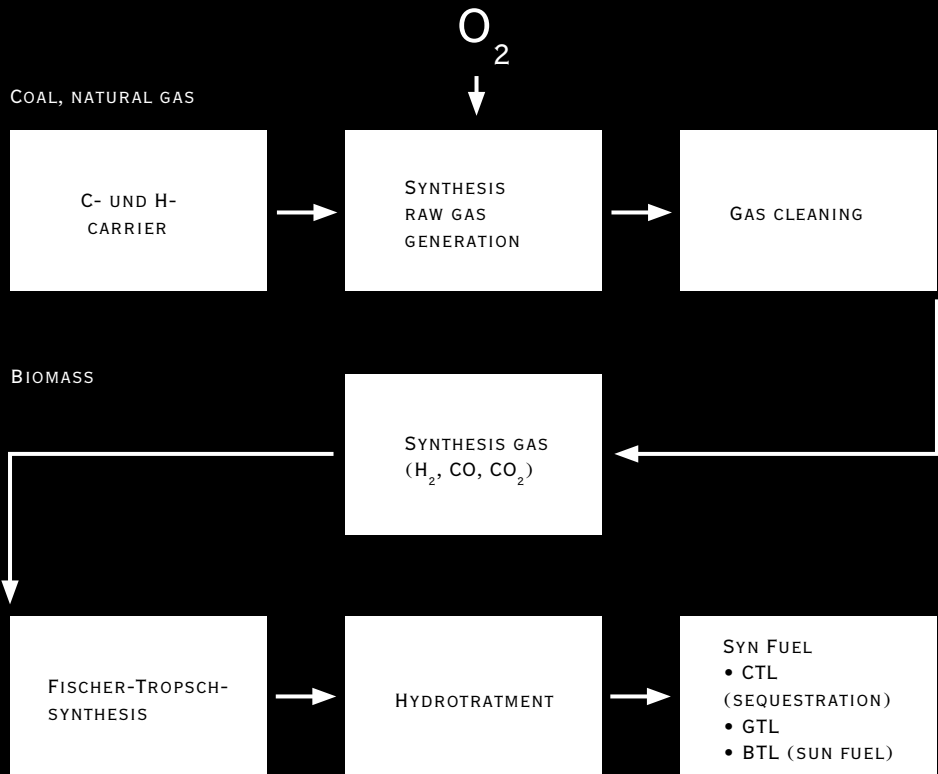 O₂
COAL, NATURAL GAS
C- UND H-
CARRIER
SYNTHESIS
RAW GAS
GENERATION
GAS CLEANING
BIOMASS
SYNTHESIS GAS
(H₂, CO, CO₂)
FISCHER-TROPSCH-
SYNTHESIS
HYDROTRATMENT
SYN FUEL
• CTL
(SEQUESTRATION)
• GTL
• BTL (SUN FUEL)